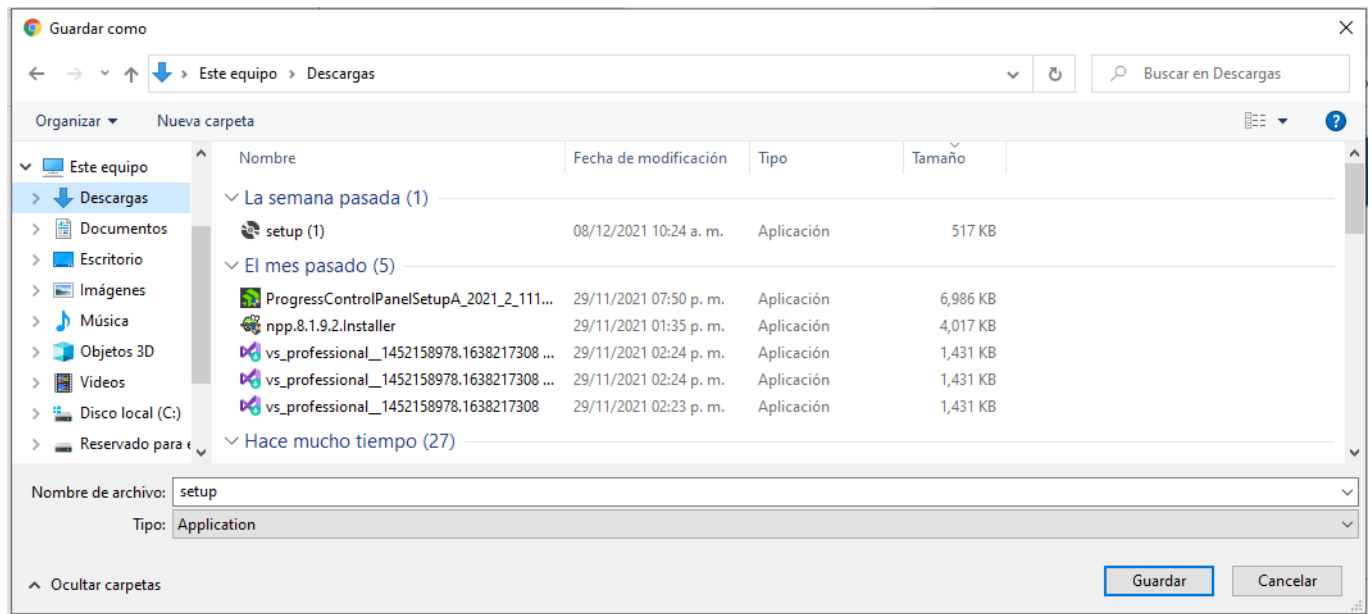 Guardar como
Este equipo > Descargas
Buscar en Descargas
Organizar
Nueva carpeta
Nombre
Fecha de modificación
Tipo
Tamaño
Este equipo
Descargas
Documentos
Escritorio
Imágenes
Música
Objetos 3D
Videos
Disco local (C:)
Reservado para e
La semana pasada (1)
setup (1) 08/12/2021 10:24 a. m. Aplicación 517 KB
El mes pasado (5)
ProgressControlPanelSetupA_2021_2_111... 29/11/2021 07:50 p. m. Aplicación 6,986 KB
npp.8.1.9.2.Installer 29/11/2021 01:35 p. m. Aplicación 4,017 KB
vs_professional__1452158978.1638217308 ... 29/11/2021 02:24 p. m. Aplicación 1,431 KB
vs_professional__1452158978.1638217308 ... 29/11/2021 02:24 p. m. Aplicación 1,431 KB
vs_professional__1452158978.1638217308 29/11/2021 02:23 p. m. Aplicación 1,431 KB
Hace mucho tiempo (27)
Nombre de archivo: setup
Tipo: Application
Ocultar carpetas
Guardar
Cancelar